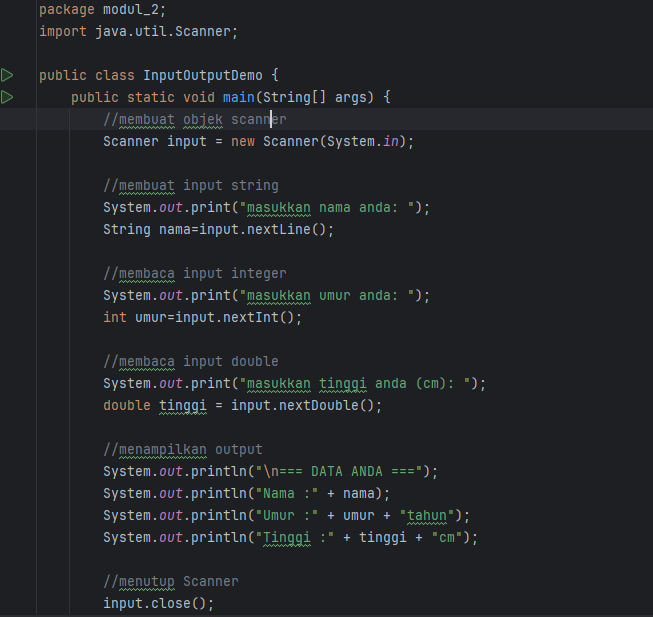 package modul_2;
import java.util.Scanner;
public class InputOutputDemo {
public static void main(String[] args) {
//membuat objek scanner
Scanner input = new Scanner(System.in);
//membuat input string
System.out.print("masukkan nama anda: ");
String nama=input.nextLine();
//membaca input integer
System.out.print("masukkan umur anda: ");
int umur=input.nextInt();
//membaca input double
System.out.print("masukkan tinggi anda (cm): ");
double tinggi = input.nextDouble();
//menampilkan output
System.out.println("\n=== DATA ANDA ===");
System.out.println("Nama :" + nama);
System.out.println("Umur :" + umur + "tahun");
System.out.println("Tinggi :" + tinggi + "cm");
//menutup Scanner
input.close();